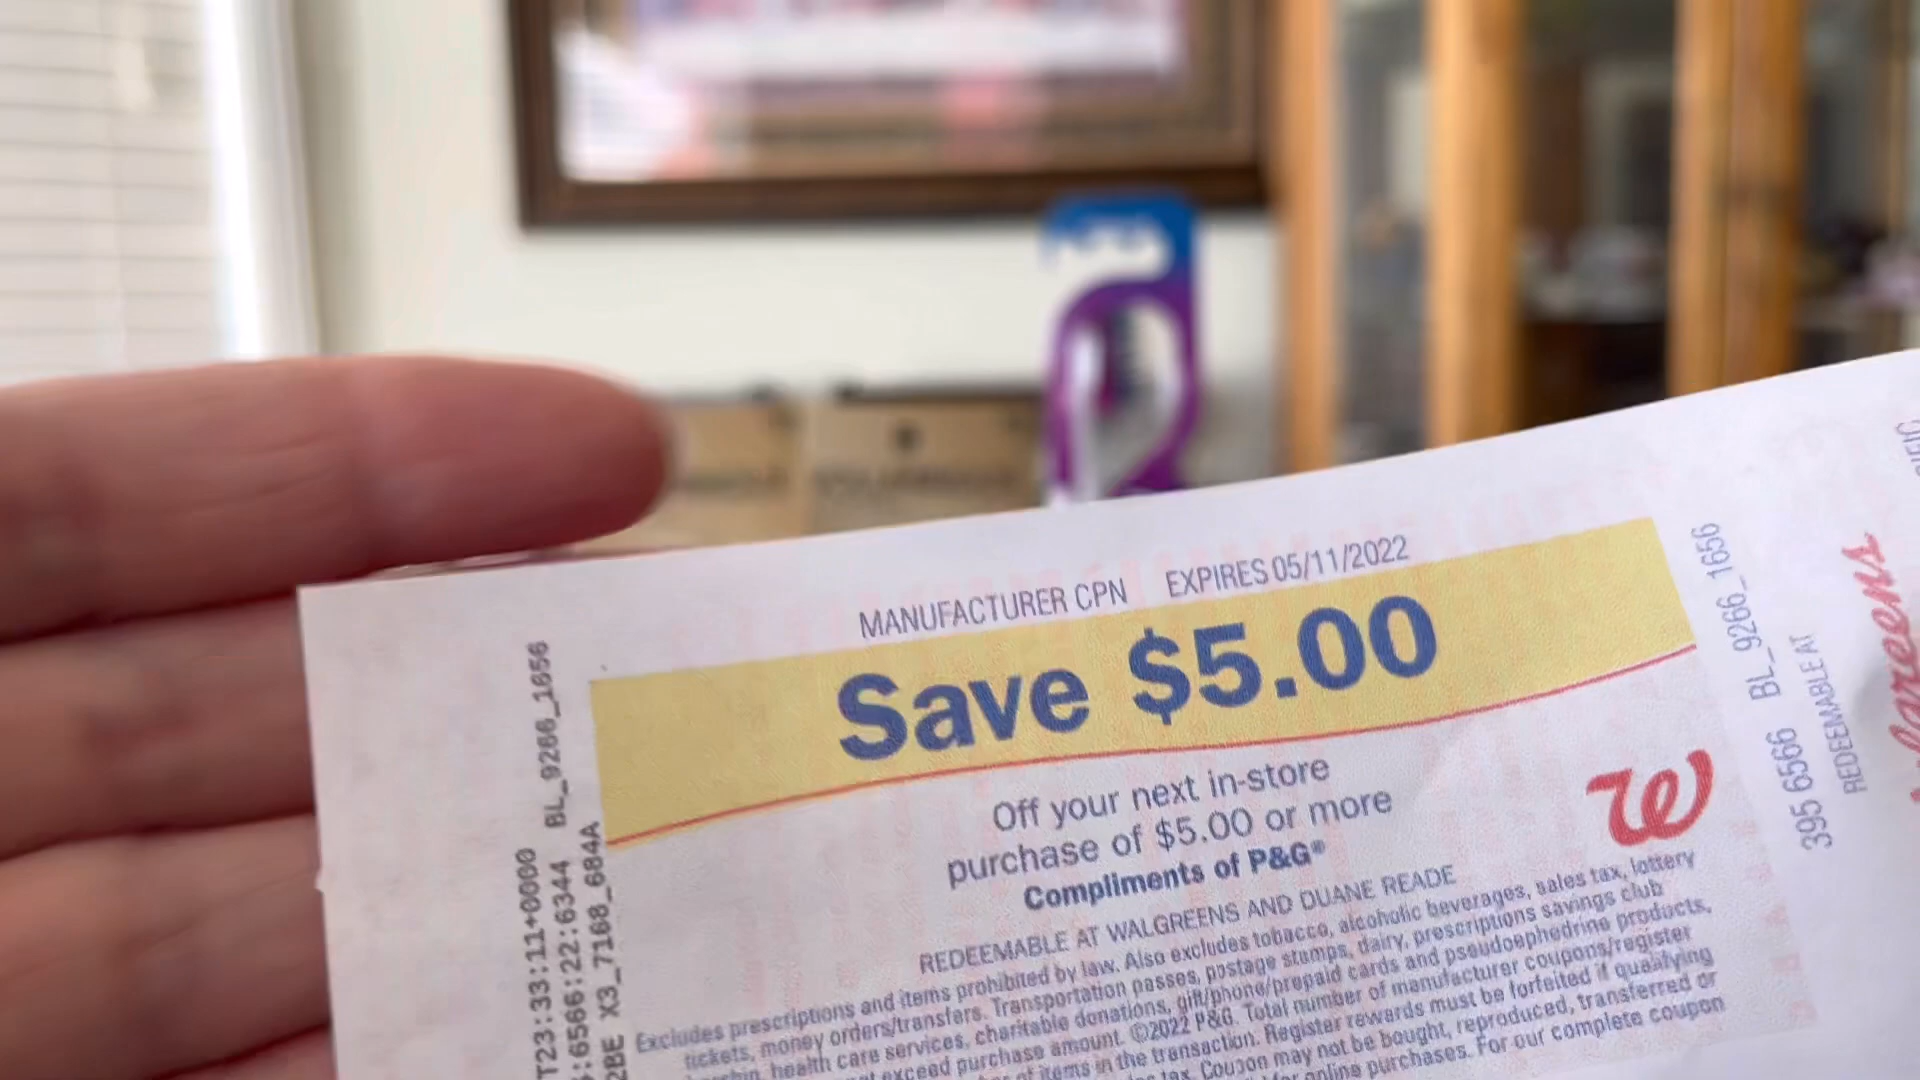 MANUFACTURER CPN EXPIRES 05/11/2022
Save $5.00
Off your next in-store
purchase of $5.00 or more
Compliments of P&G®
REDEEMABLE AT WALGREENS AND DUANE READE
Excludes prescriptions and items prohibited by law. Also excludes tobacco, alcoholic beverages, sales tax, lottery
tickets, money orders/transfers. Transportation passes, postage stamps, dairy, prescriptions savings club
health care services, charitable donations, gift/phone/prepaid cards and pseudoephedrine products,
exceed purchase amount. ©2022 P&G. Total number of manufacturer coupons/register
of items in the transaction. Register rewards must be forfeited if qualifying
tax. Coupon may not be bought, reproduced, transferred or
online purchases. For our complete coupon
W
T23:33:11+0000
:6566:22:6344 BL_9266_1656
2BE X3_7168_684A
395 6566 BL_9266_1656
REDEEMABLE AT